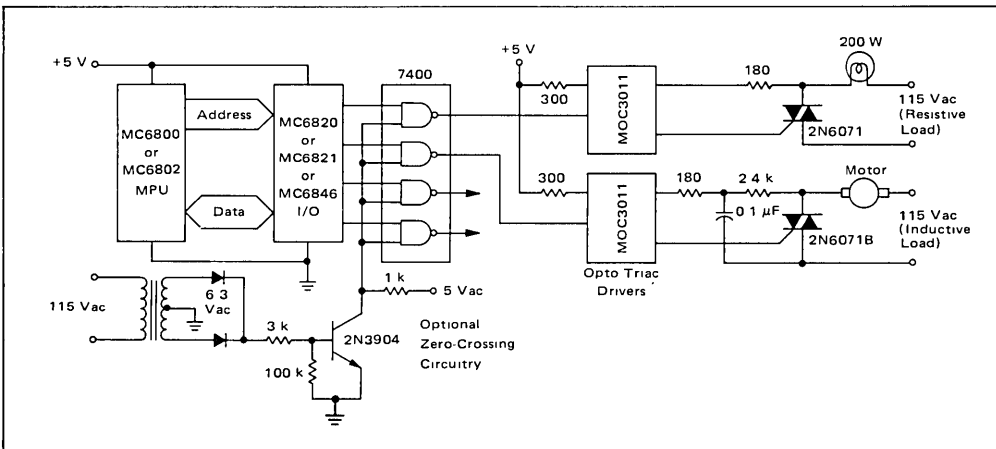 +5 V
MC6800
or
MC6802
MPU
Address
Data
MC6820
or
MC6821
or
MC6846
I/O
7400
+5 V
300
MOC3011
180
200 W
115 Vac
(Resistive
Load)
2N6071
300
MOC3011
180
2 4 k
Motor
0 1 µF
2N6071B
115 Vac
(Inductive
Load)
Opto Triac
Drivers
115 Vac
6 3
Vac
3 k
100 k
2N3904
1 k
5 Vac
Optional
Zero-Crossing
Circuitry